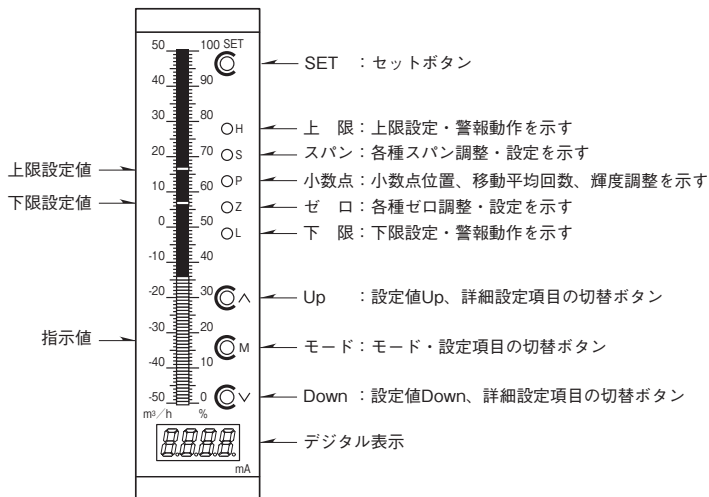 50 100 SET
SET ：セットボタン
40 90
30 80
H
上　限：上限設定・警報動作を示す
20 70
S
スパン：各種スパン調整・設定を示す
上限設定値
10 60
P
小数点：小数点位置、移動平均回数、輝度調整を示す
下限設定値
Z
ゼ　ロ：各種ゼロ調整・設定を示す
0 50
L
下　限：下限設定・警報動作を示す
-10 40
-20 30
Up ：設定値Up、詳細設定項目の切替ボタン
-30 20
指示値
M
モード：モード・設定項目の切替ボタン
-40 10
-50 0
Down ：設定値Down、詳細設定項目の切替ボタン
m³／h %
8.8.8.8.
デジタル表示
mA